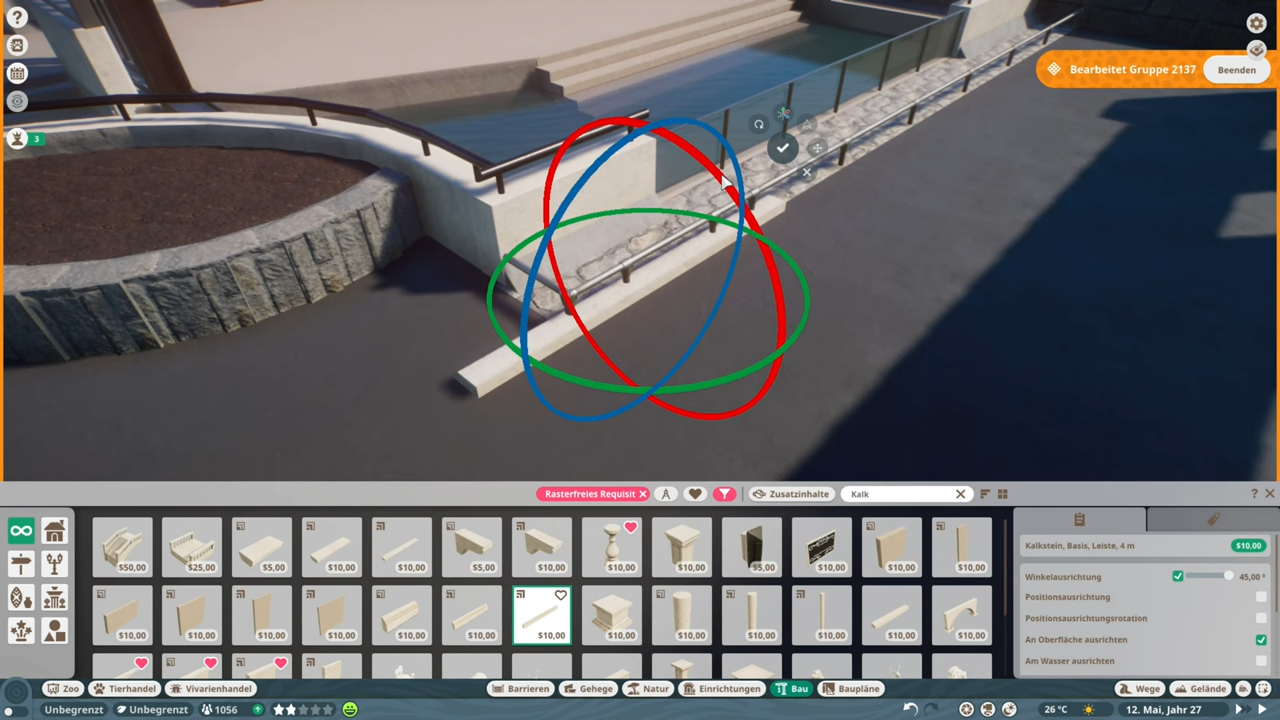 ?
3
Bearbeitet Gruppe 2137
Beenden
Rasterfreies Requisit ×
Zusatzinhalte
Kalk
? ×
$50,00 $25,00 $5,00 $10,00 $10,00 $5,00 $10,00 $10,00 $10,00 $5,00 $10,00 $10,00 $10,00
$10,00 $10,00 $10,00 $10,00 $10,00 $10,00 $10,00 $10,00 $10,00 $10,00 $10,00 $10,00 $10,00
Kalkstein, Basis, Leiste, 4 m
$10,00
Winkelausrichtung
45,00 °
Positionsausrichtung
Positionsausrichtungsrotation
An Oberfläche ausrichten
Am Wasser ausrichten
Zoo Tierhandel Vivarienhandel Barrieren Gehege Natur Einrichtungen Bau Baupläne Wege Gelände
Unbegrenzt Unbegrenzt 1056 26 °C 12. Mai, Jahr 27